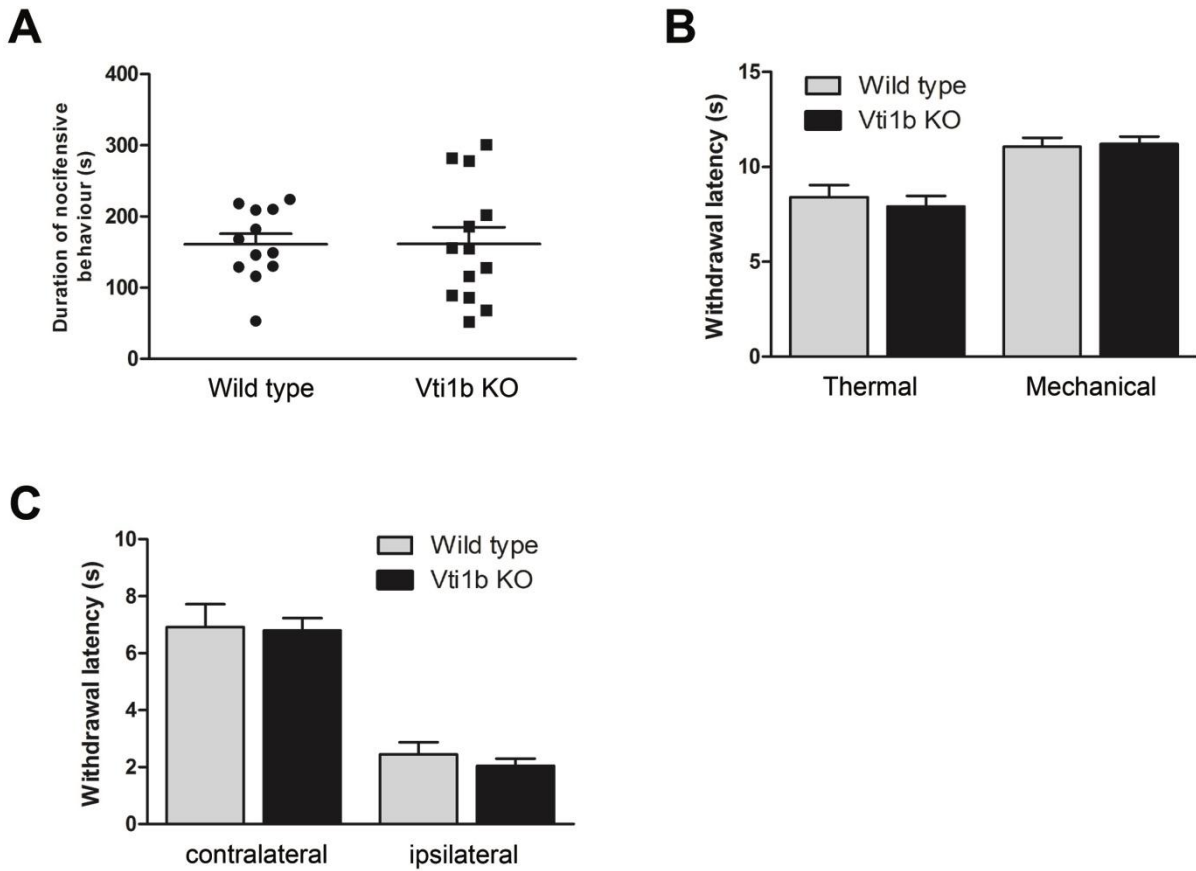 A
Duration of nocifensive
behaviour (s)
400
300
200
100
0
Wild type
Vti1b KO
B
Withdrawal latency (s)
15
10
5
0
Wild type
Vti1b KO
Thermal
Mechanical
C
Withdrawal latency (s)
10
8
6
4
2
0
Wild type
Vti1b KO
contralateral
ipsilateral